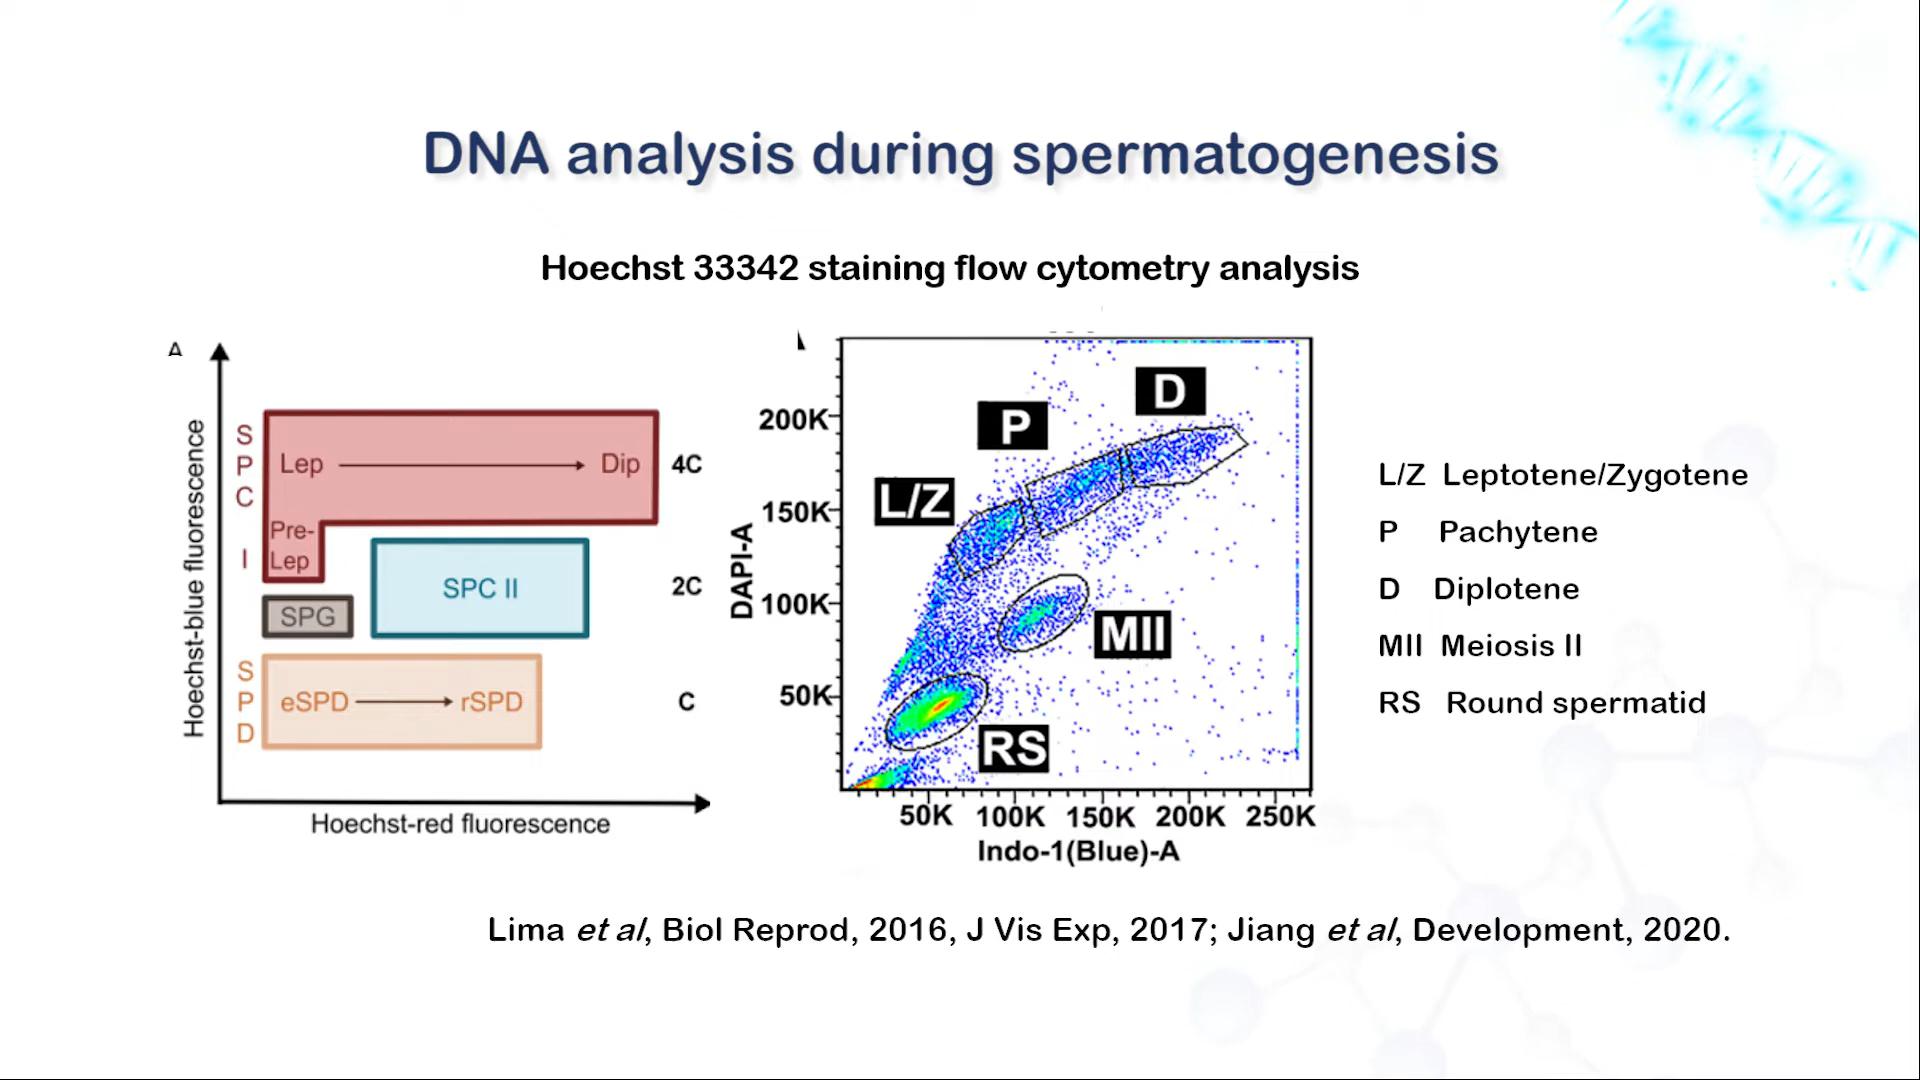 DNA analysis during spermatogenesis
Hoechst 33342 staining flow cytometry analysis
A
Hoechst-blue fluorescence
SPC I
Lep
Dip
4C
Pre-
Lep
SPC II
2C
SPG
SPD
eSPD
rSPD
C
Hoechst-red fluorescence
DAPI-A
200K
150K
100K
50K
D
P
L/Z
MII
RS
50K 100K 150K 200K 250K
Indo-1(Blue)-A
L/Z Leptotene/Zygotene
P Pachytene
D Diplotene
MII Meiosis II
RS Round spermatid
Lima et al, Biol Reprod, 2016, J Vis Exp, 2017; Jiang et al, Development, 2020.